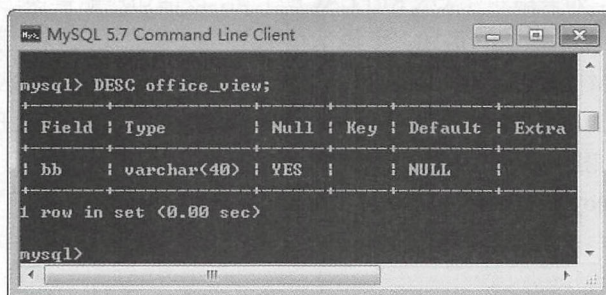 MySQL 5.7 Command Line Client
mysql> DESC office_view;
+-------+-------------+------+-----+---------+-------
| Field | Type | Null | Key | Default | Extra
+-------+-------------+------+-----+---------+-------
| bb | varchar(40) | YES | | NULL |
+-------+-------------+------+-----+---------+-------
1 row in set (0.00 sec)
mysql>